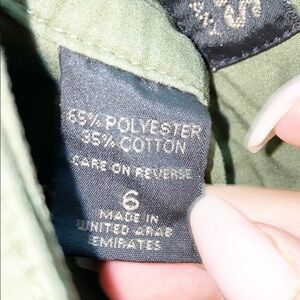 65% POLYESTER
35% COTTON
CARE ON REVERSE
6
MADE IN
UNITED ARAB
EMIRATES